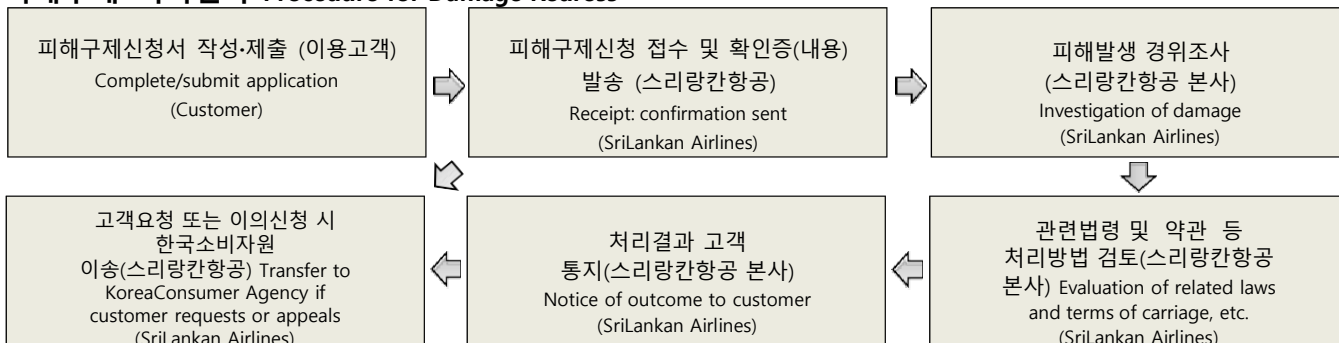 Procedure for Damage Redress
피해구제신청서 작성·제출 (이용고객)
Complete/submit application
(Customer)
피해구제신청 접수 및 확인증(내용)
발송 (스리랑칸항공)
Receipt: confirmation sent
(SriLankan Airlines)
피해발생 경위조사
(스리랑칸항공 본사)
Investigation of damage
(SriLankan Airlines)
고객요청 또는 이의신청 시
한국소비자원
이송(스리랑칸항공) Transfer to
KoreaConsumer Agency if
customer requests or appeals
(SriLankan Airlines)
처리결과 고객
통지(스리랑칸항공 본사)
Notice of outcome to customer
(SriLankan Airlines)
관련법령 및 약관 등
처리방법 검토(스리랑칸항공
본사) Evaluation of related laws
and terms of carriage, etc.
(SriLankan Airlines)